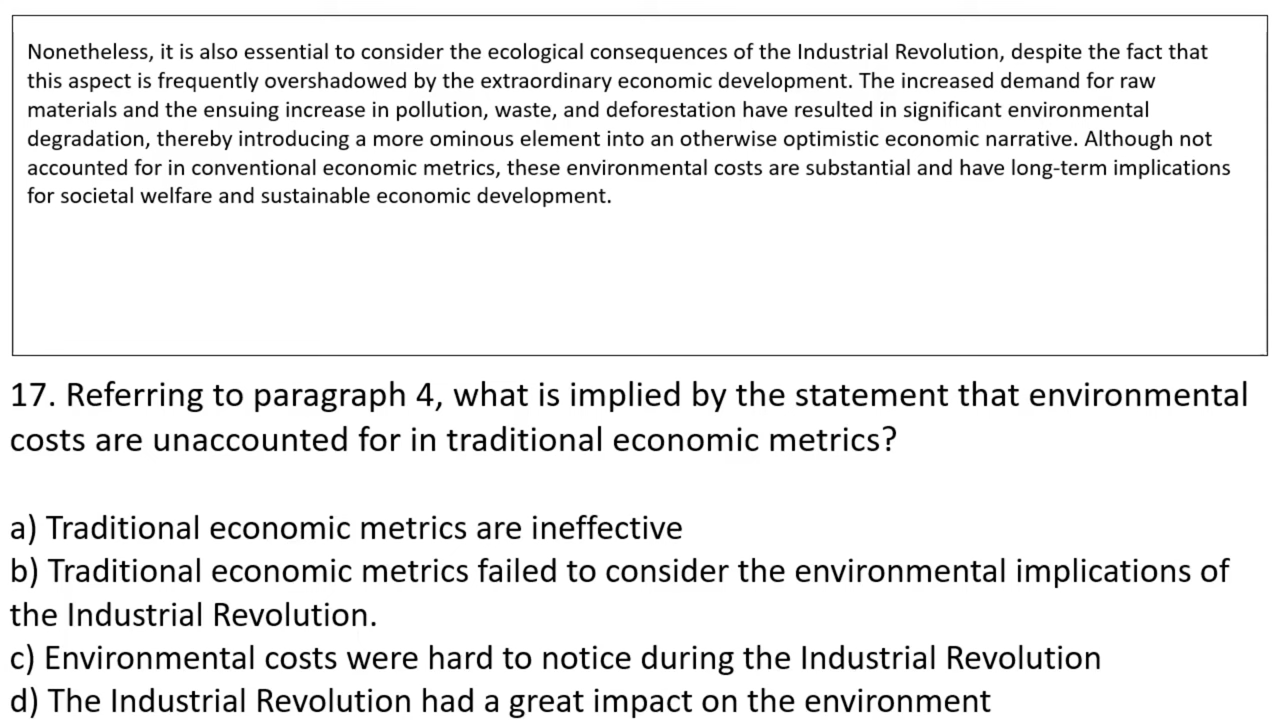 Nonetheless, it is also essential to consider the ecological consequences of the Industrial Revolution, despite the fact that
this aspect is frequently overshadowed by the extraordinary economic development. The increased demand for raw
materials and the ensuing increase in pollution, waste, and deforestation have resulted in significant environmental
degradation, thereby introducing a more ominous element into an otherwise optimistic economic narrative. Although not
accounted for in conventional economic metrics, these environmental costs are substantial and have long-term implications
for societal welfare and sustainable economic development.
17. Referring to paragraph 4, what is implied by the statement that environmental
costs are unaccounted for in traditional economic metrics?
a) Traditional economic metrics are ineffective
b) Traditional economic metrics failed to consider the environmental implications of
the Industrial Revolution.
c) Environmental costs were hard to notice during the Industrial Revolution
d) The Industrial Revolution had a great impact on the environment